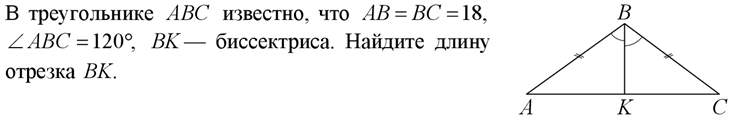 В треугольнике ABC известно, что AB = BC = 18,
∠ABC = 120°, BK — биссектриса. Найдите длину
отрезка BK.
B
A
K
C